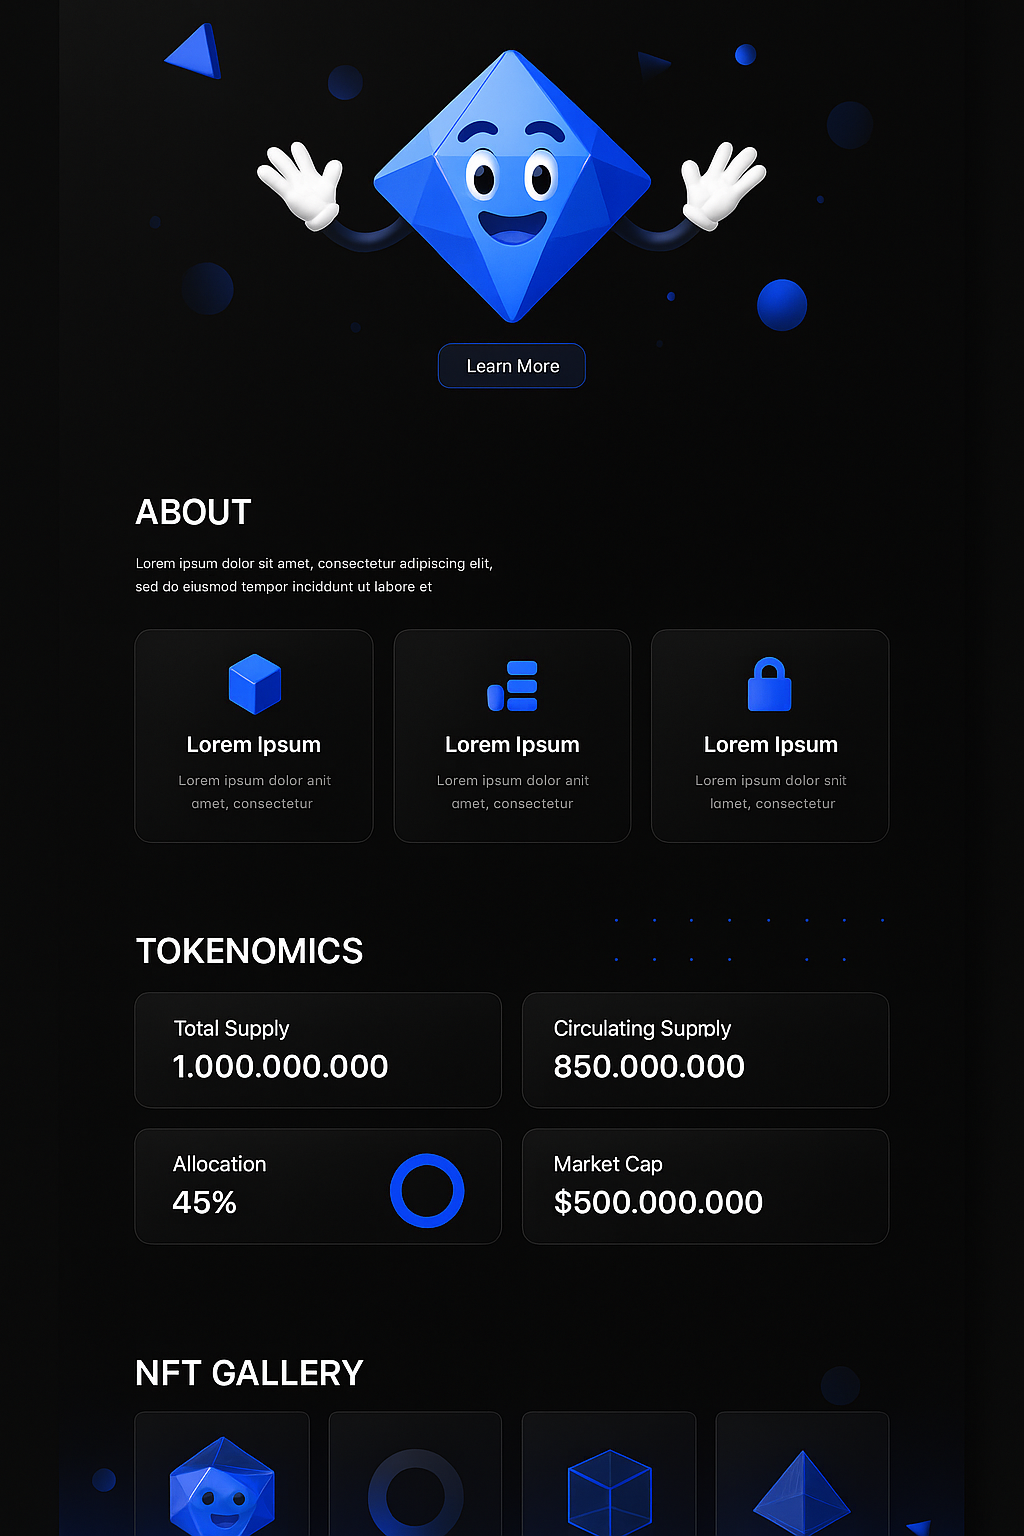 Learn More
ABOUT
Lorem ipsum dolor sit amet, consectetur adipiscing elit,
sed do eiusmod tempor inciddunt ut labore et
Lorem Ipsum
Lorem ipsum dolor anit
amet, consectetur
Lorem Ipsum
Lorem ipsum dolor anit
amet, consectetur
Lorem Ipsum
Lorem ipsum dolor snit
lamet, consectetur
TOKENOMICS
Total Supply
1.000.000.000
Circulating Supply
850.000.000
Allocation
45%
Market Cap
$500.000.000
NFT GALLERY